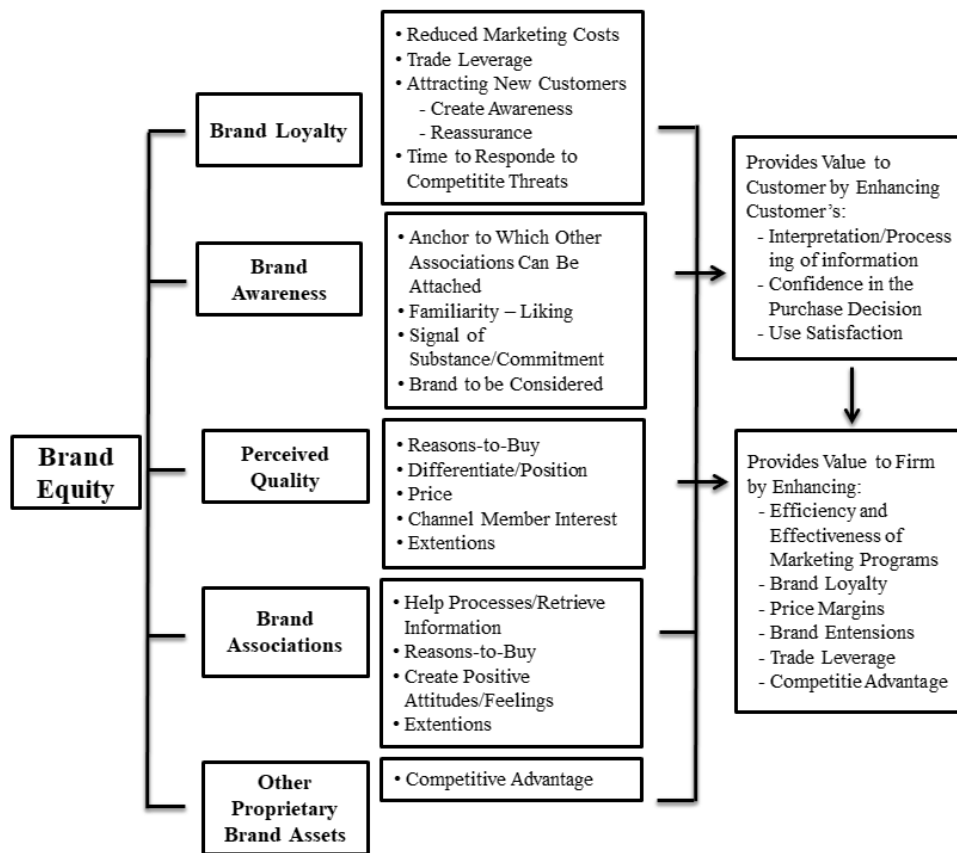 Brand
Equity
Brand Loyalty
• Reduced Marketing Costs
• Trade Leverage
• Attracting New Customers
- Create Awareness
- Reassurance
• Time to Responde to
Competitite Threats
Brand
Awareness
• Anchor to Which Other
Associations Can Be
Attached
• Familiarity – Liking
• Signal of
Substance/Commitment
• Brand to be Considered
Perceived
Quality
• Reasons-to-Buy
• Differentiate/Position
• Price
• Channel Member Interest
• Extentions
Brand
Associations
• Help Processes/Retrieve
Information
• Reasons-to-Buy
• Create Positive
Attitudes/Feelings
• Extentions
Other
Proprietary
Brand Assets
• Competitive Advantage
Provides Value to
Customer by Enhancing
Customer’s:
- Interpretation/Process
ing of information
- Confidence in the
Purchase Decision
- Use Satisfaction
Provides Value to Firm
by Enhancing:
- Efficiency and
Effectiveness of
Marketing Programs
- Brand Loyalty
- Price Margins
- Brand Entensions
- Trade Leverage
- Competitie Advantage